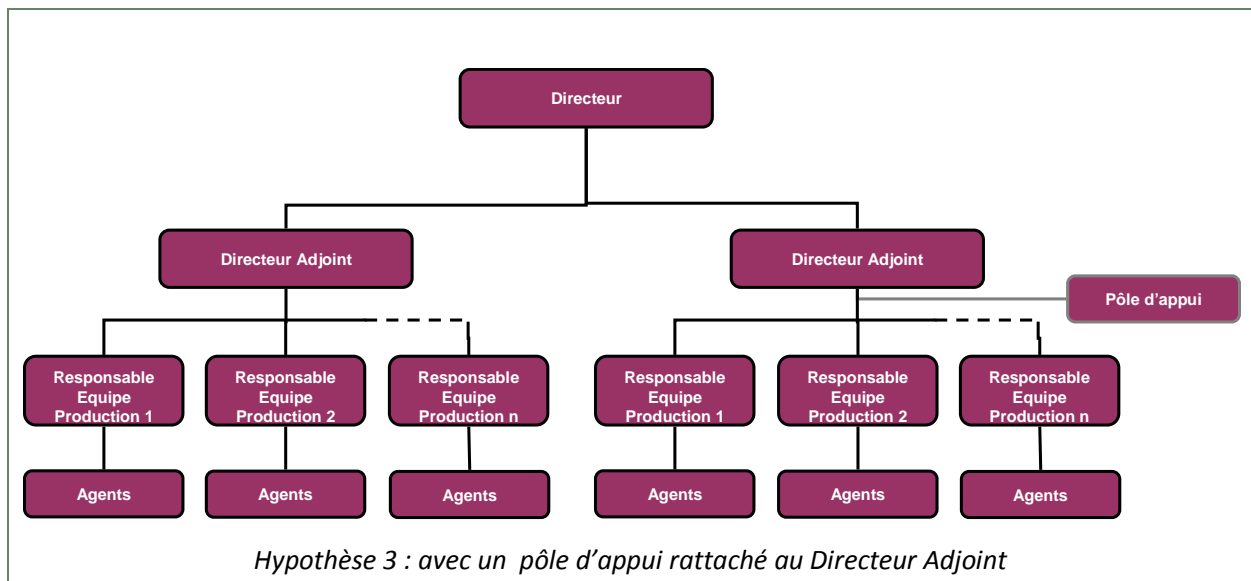 Directeur
Directeur Adjoint
Directeur Adjoint
Pôle d'appui
Responsable
Equipe
Production 1
Responsable
Equipe
Production 2
Responsable
Equipe
Production n
Responsable
Equipe
Production 1
Responsable
Equipe
Production 2
Responsable
Equipe
Production n
Agents
Agents
Agents
Agents
Agents
Agents
Hypothèse 3 : avec un pôle d'appui rattaché au Directeur Adjoint